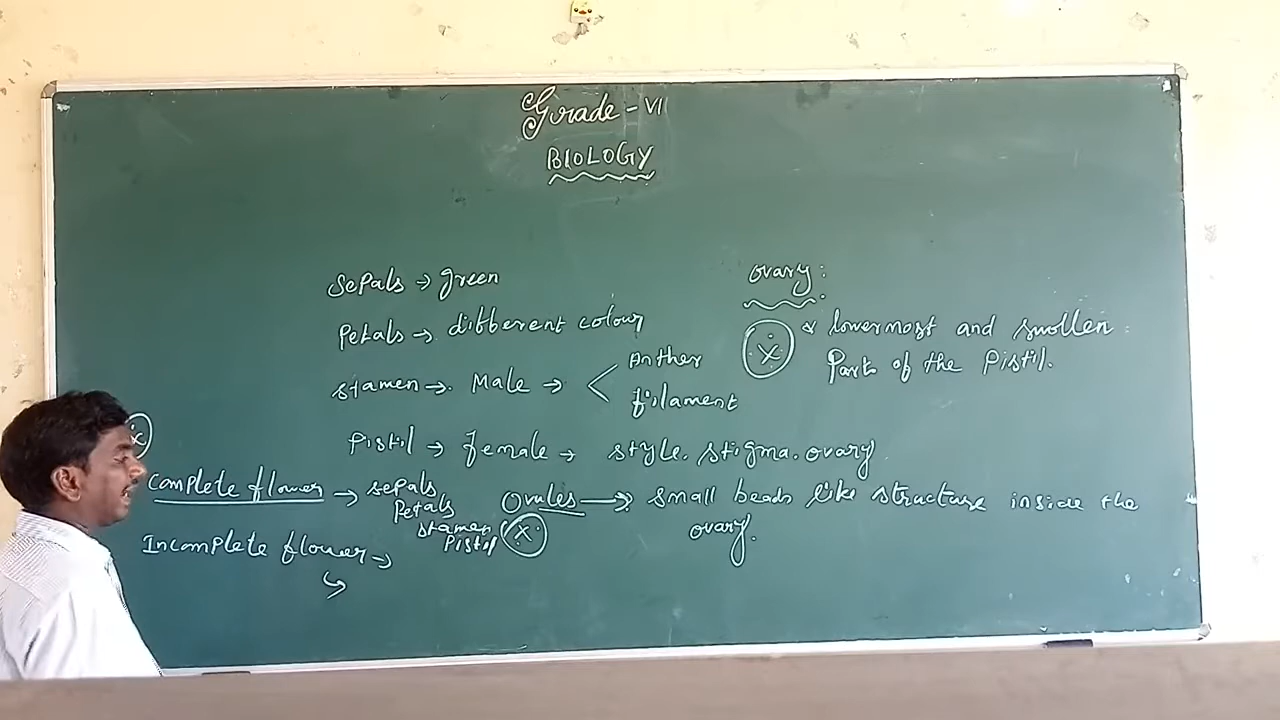 Grade - VI
BIOLOGY
Sepals → green
Petals → different colour
Stamen → Male → Anther
filament
Pistil → female → style. stigma. ovary.
ovary:
x lowermost and swollen
Part of the Pistil.
Complete flower → sepals
Petals
stamen
Pistil
Ovules → small beads like structure inside the
ovary.
x
Incomplete flower →